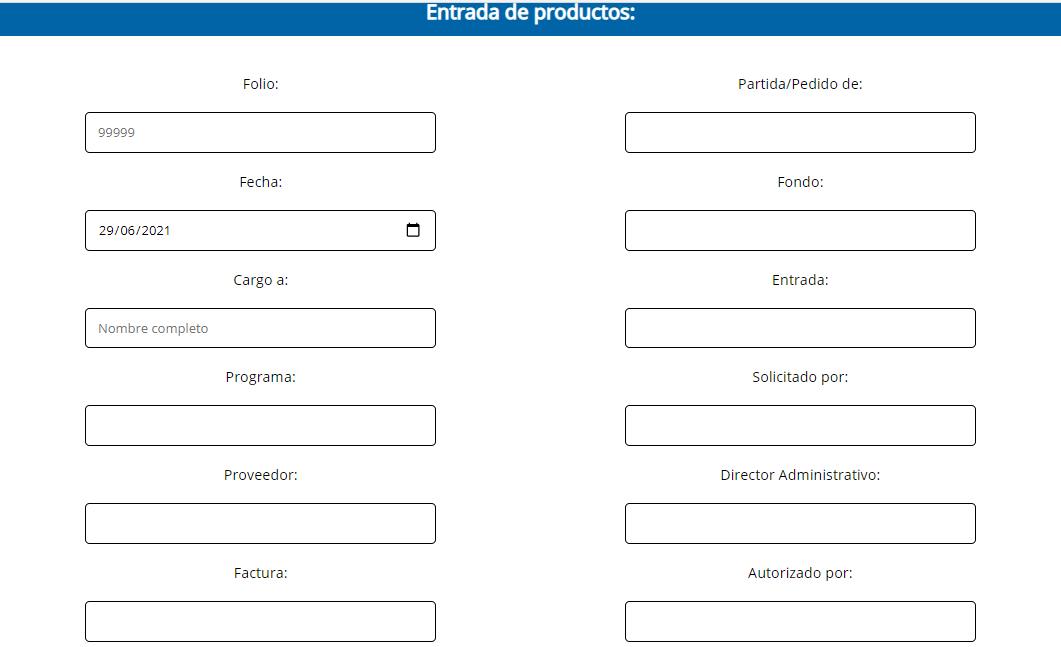 Entrada de productos:
Folio:
99999
Fecha:
29/06/2021
Cargo a:
Nombre completo
Programa:
Proveedor:
Factura:
Partida/Pedido de:
Fondo:
Entrada:
Solicitado por:
Director Administrativo:
Autorizado por: